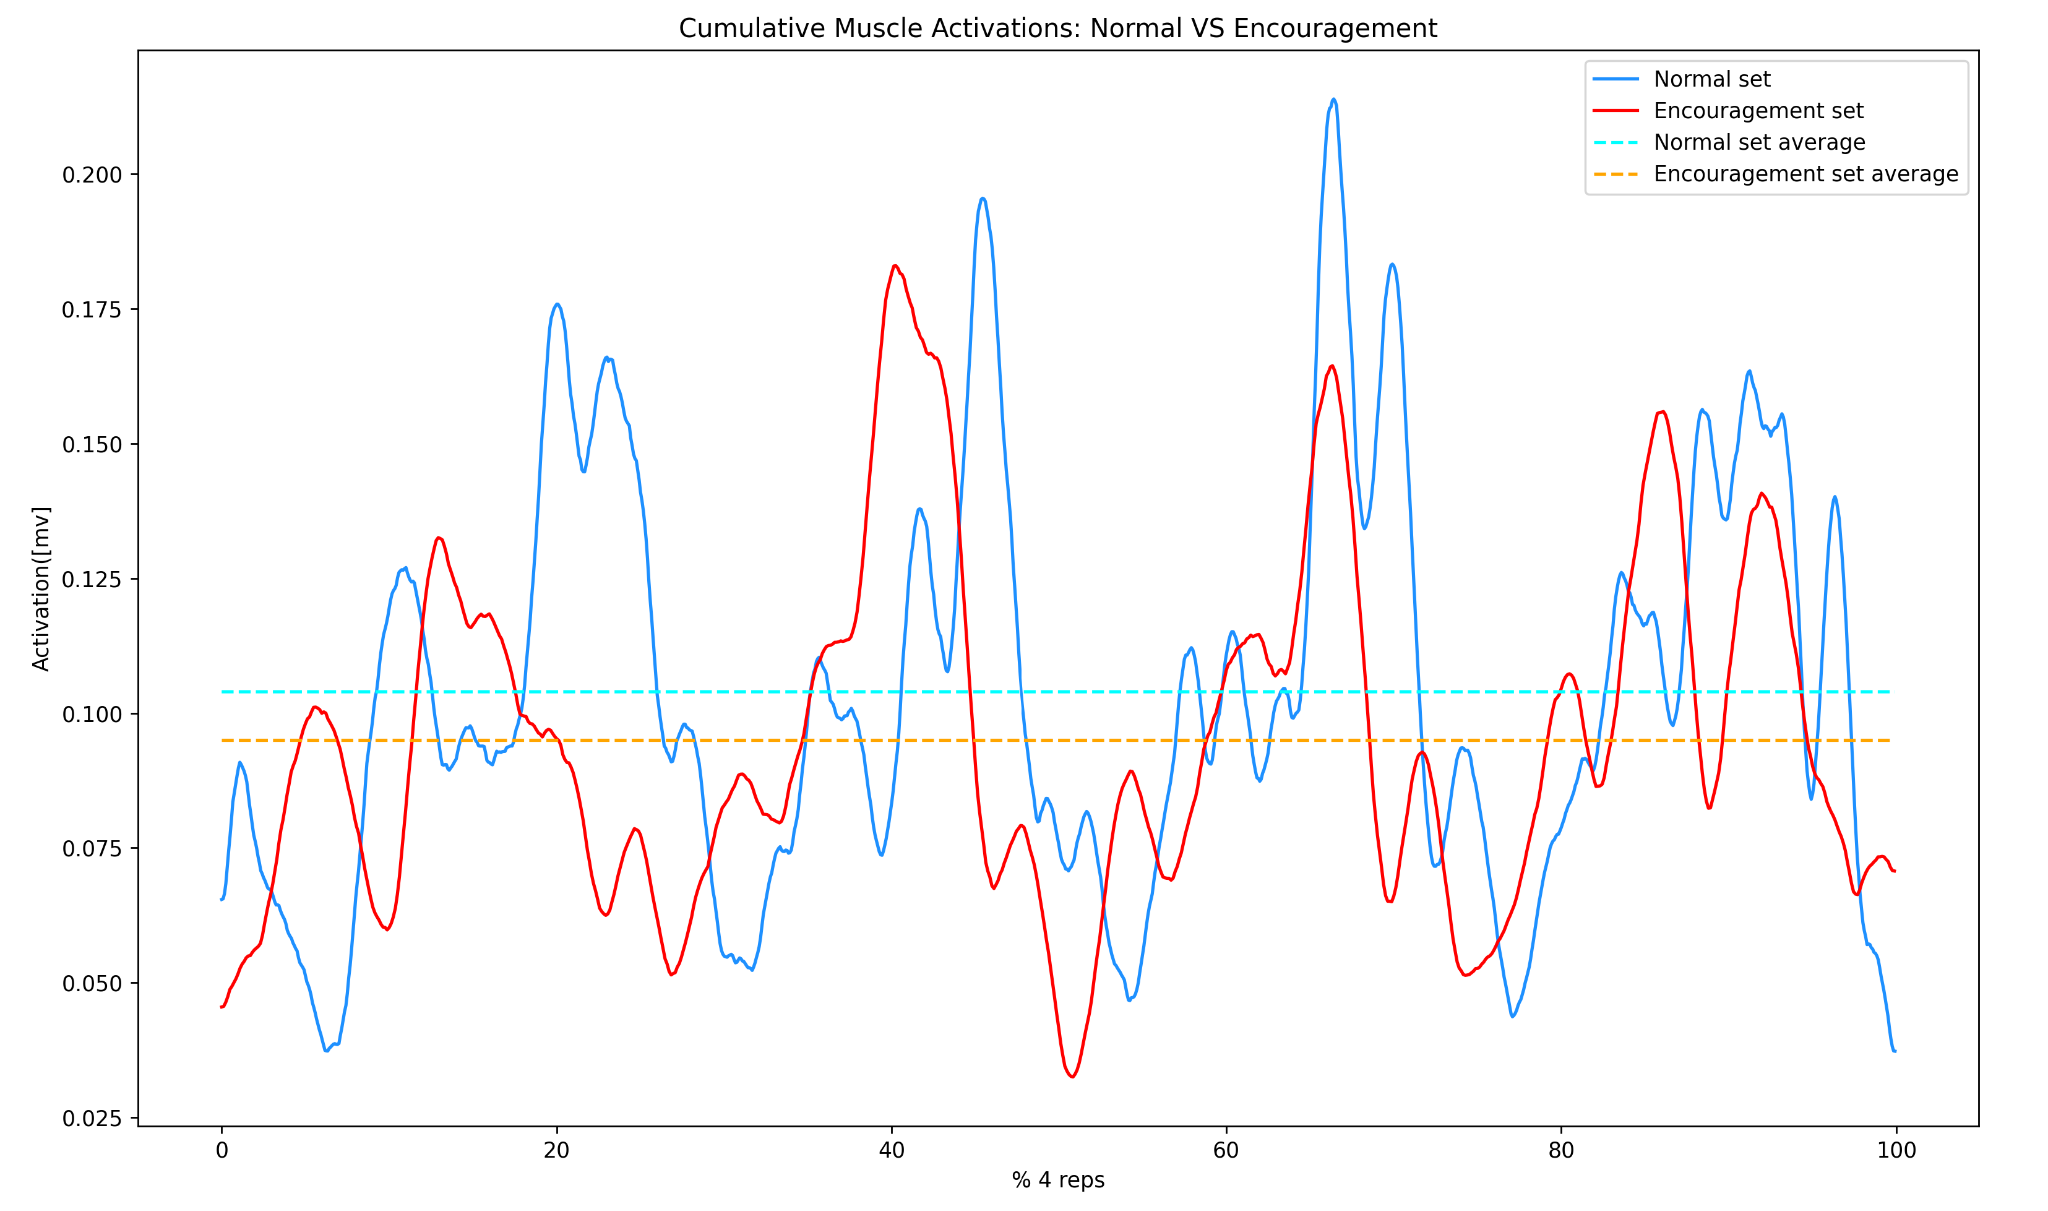 Cumulative Muscle Activations: Normal VS Encouragement
Normal set
Encouragement set
Normal set average
Encouragement set average
0.200
0.175
0.150
0.125
0.100
0.075
0.050
0.025
Activation([mv]
0 20 40 60 80 100
% 4 reps